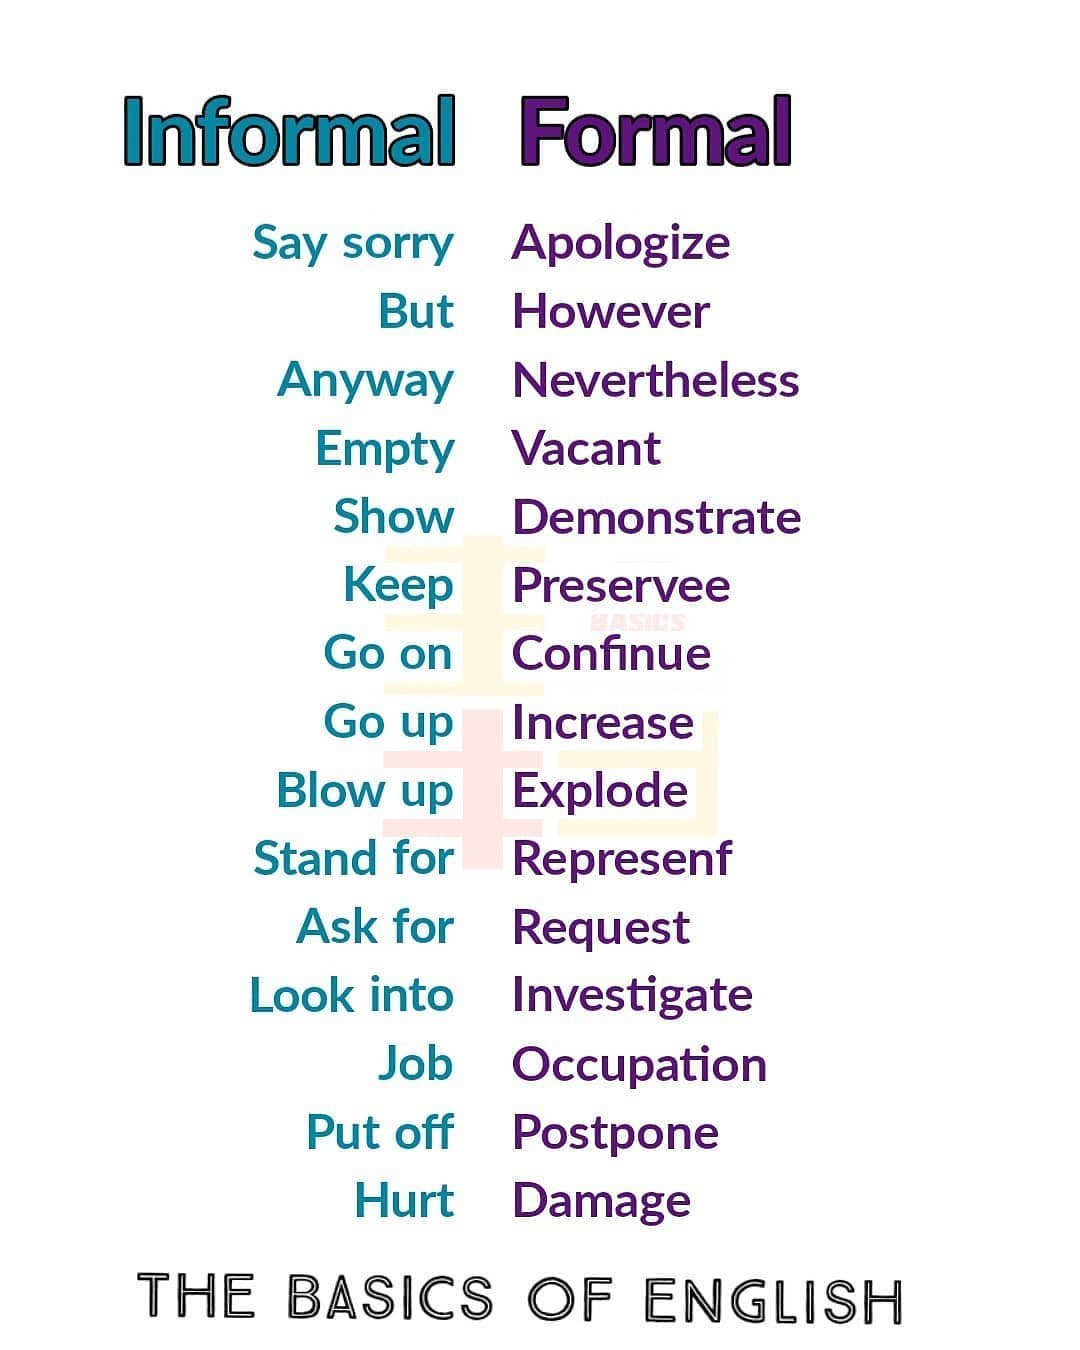 Informal Formal
Say sorry Apologize
But However
Anyway Nevertheless
Empty Vacant
Show Demonstrate
Keep Preservee
BASICS
Go on Confinue
Go up Increase
Blow up Explode
Stand for Represenf
Ask for Request
Look into Investigate
Job Occupation
Put off Postpone
Hurt Damage
THE BASICS OF ENGLISH